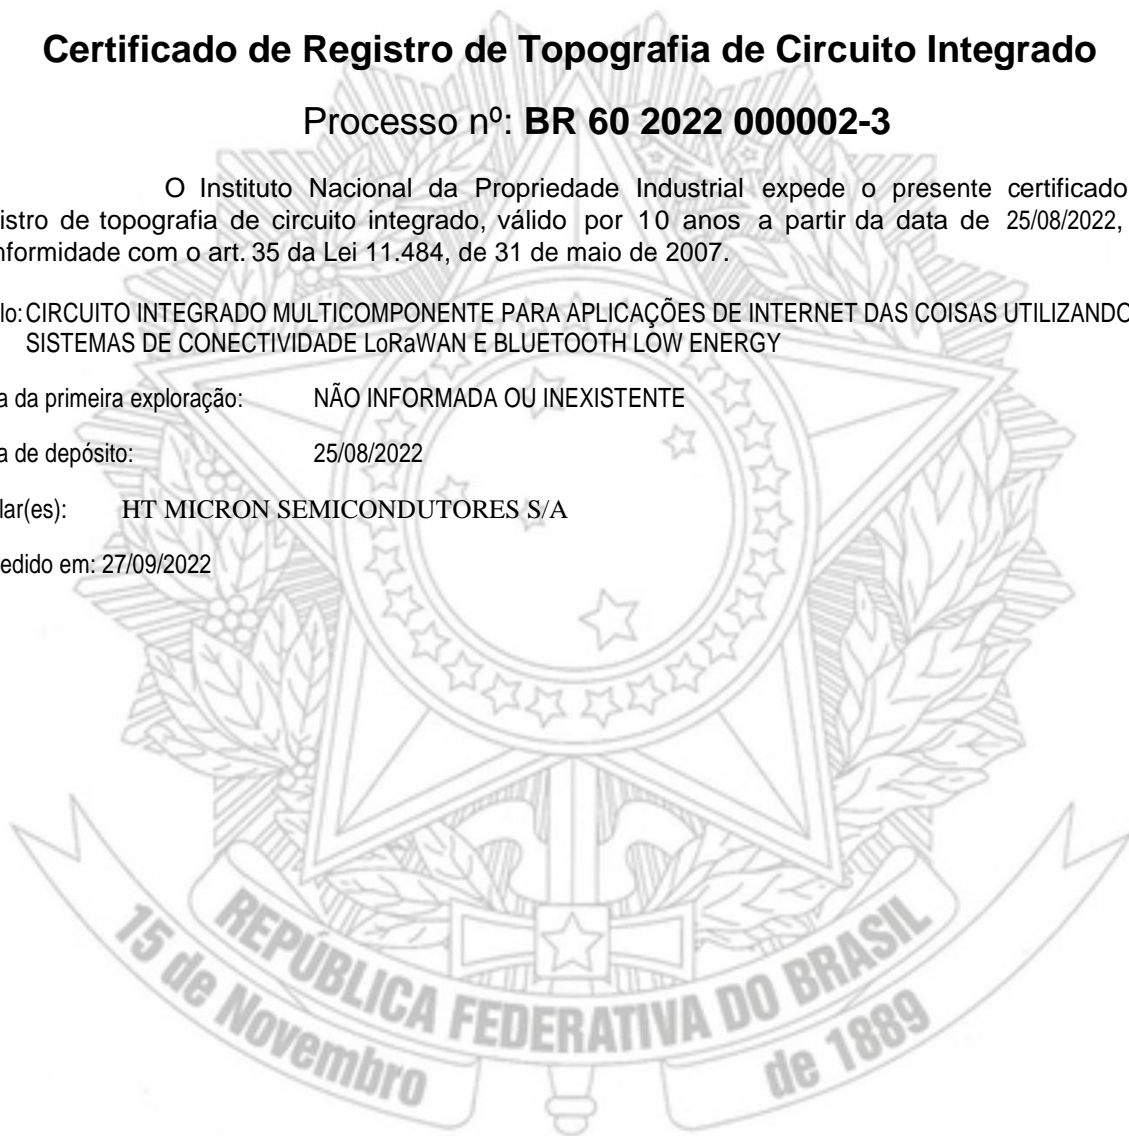 Certificado de Registro de Topografia de Circuito Integrado
Processo nº: BR 60 2022 000002-3
O Instituto Nacional da Propriedade Industrial expede o presente certificado
istro de topografia de circuito integrado, válido por 10 anos a partir da data de 25/08/2022,
nformidade com o art. 35 da Lei 11.484, de 31 de maio de 2007.
lo: CIRCUITO INTEGRADO MULTICOMPONENTE PARA APLICAÇÕES DE INTERNET DAS COISAS UTILIZANDO
SISTEMAS DE CONECTIVIDADE LoRaWAN E BLUETOOTH LOW ENERGY
a da primeira exploração: NÃO INFORMADA OU INEXISTENTE
a de depósito: 25/08/2022
lar(es): HT MICRON SEMICONDUTORES S/A
edido em: 27/09/2022
REPÚBLICA FEDERATIVA DO BRASIL
15 de Novembro de 1889